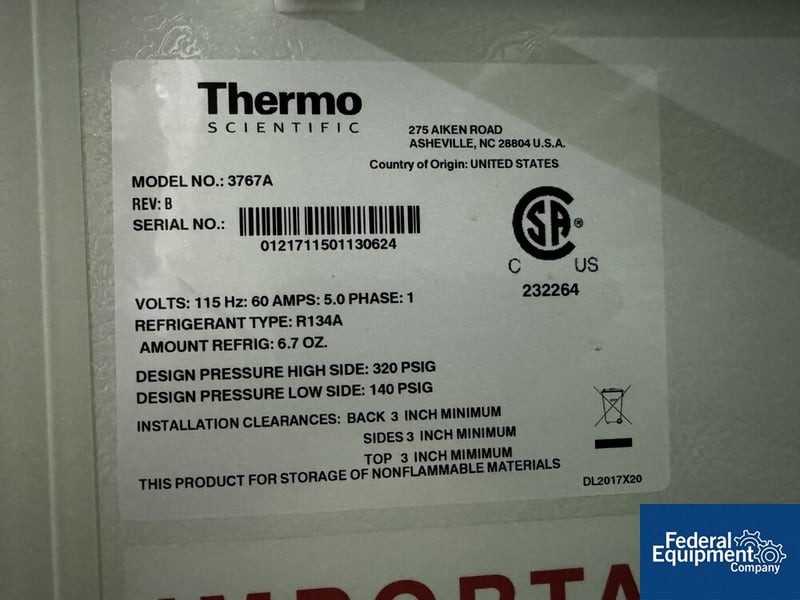 Thermo
SCIENTIFIC
275 AIKEN ROAD
ASHEVILLE, NC 28804 U.S.A.
Country of Origin: UNITED STATES
MODEL NO.: 3767A
REV: B
SERIAL NO.:
0121711501130624
SA ®
C US
232264
VOLTS: 115 Hz: 60 AMPS: 5.0 PHASE: 1
REFRIGERANT TYPE: R134A
AMOUNT REFRIG: 6.7 OZ.
DESIGN PRESSURE HIGH SIDE: 320 PSIG
DESIGN PRESSURE LOW SIDE: 140 PSIG
INSTALLATION CLEARANCES: BACK 3 INCH MINIMUM
SIDES 3 INCH MINIMUM
TOP 3 INCH MIMIMUM
THIS PRODUCT FOR STORAGE OF NONFLAMMABLE MATERIALS
DL2017X20
IMPORTA
Federal
Equipment
Company